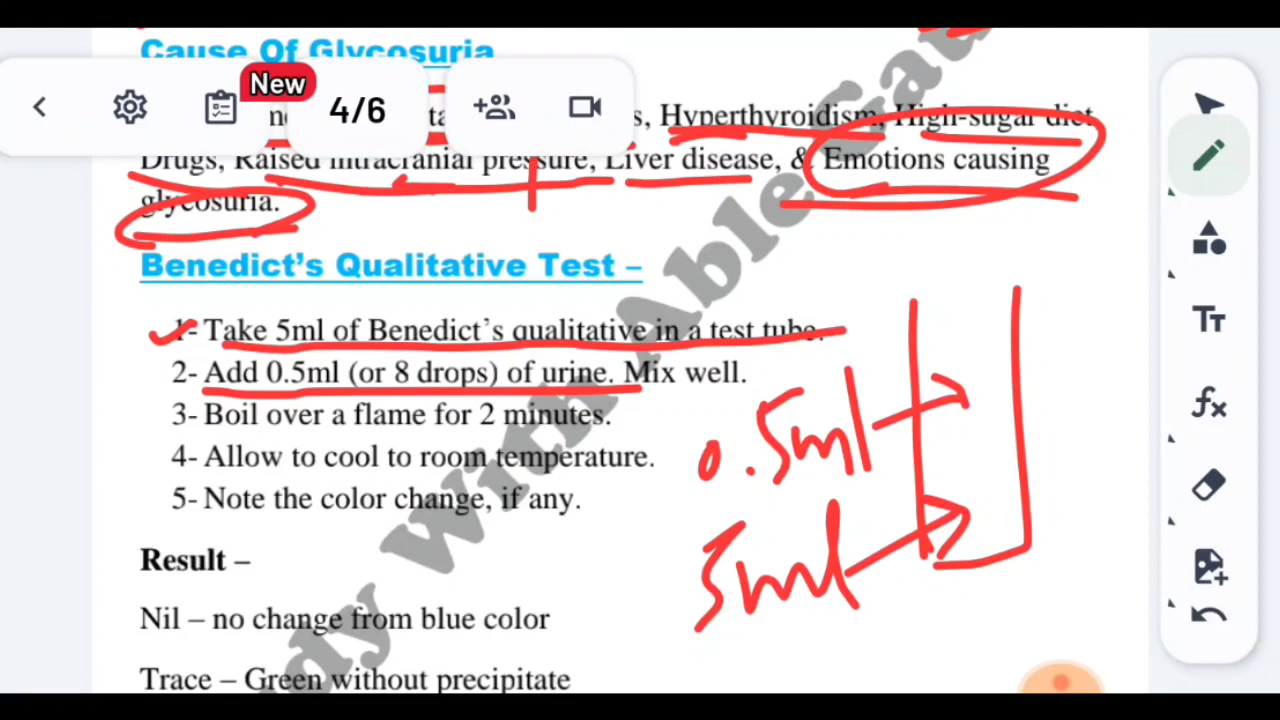 Cause Of Glycosuria
New
4/6
Hyperthyroidism, High-sugar diet
Drugs, Raised intracranial pressure, Liver disease, & Emotions causing
glycosuria.
Benedict's Qualitative Test –
1- Take 5ml of Benedict's qualitative in a test tube.
2- Add 0.5ml (or 8 drops) of urine. Mix well.
3- Boil over a flame for 2 minutes.
4- Allow to cool to room temperature.
5- Note the color change, if any.
0.5ml
5ml
Result –
Nil – no change from blue color
Trace – Green without precipitate
With Able
Tт
fx